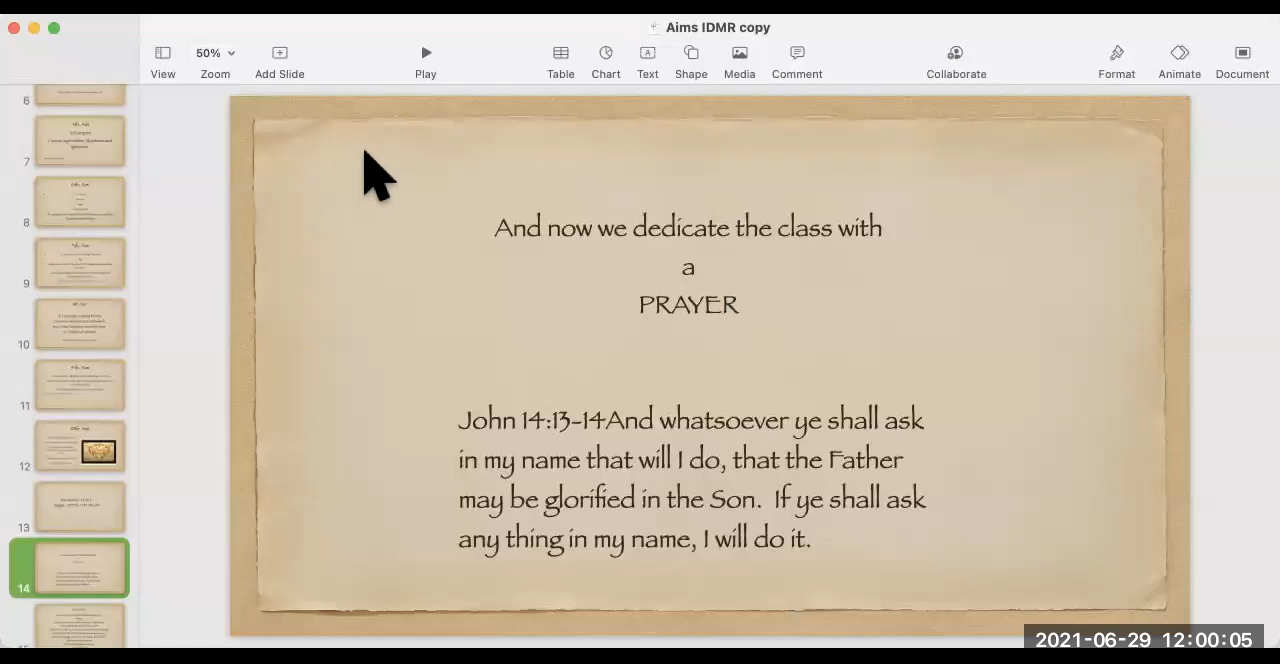 Aims IDMR copy
50%
View Zoom Add Slide Play Table Chart Text Shape Media Comment Collaborate Format Animate Document
6
7
8
9
10
11
12
13
14
And now we dedicate the class with
a
PRAYER
John 14:13-14And whatsoever ye shall ask
in my name that will I do, that the Father
may be glorified in the Son.  If ye shall ask
any thing in my name, I will do it.
2021-06-29 12:00:05